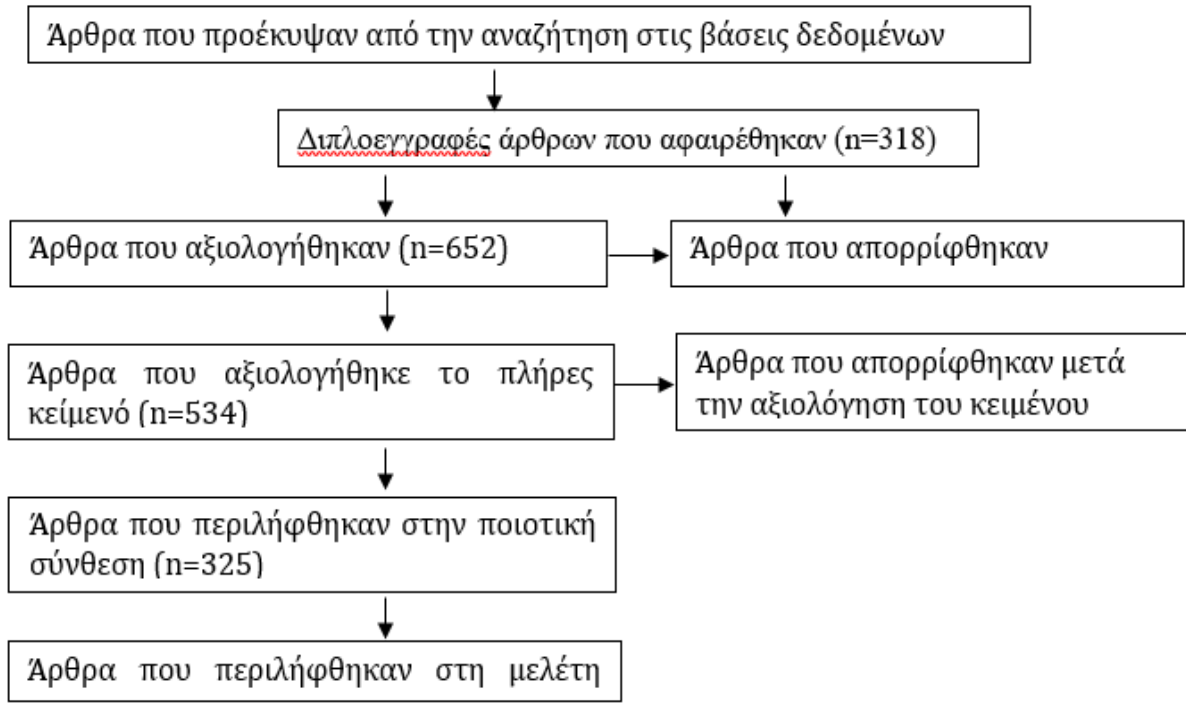 Άρθρα που προέκυψαν από την αναζήτηση στις βάσεις δεδομένων
Διπλοεγγραφές άρθρων που αφαιρέθηκαν (n=318)
Άρθρα που αξιολογήθηκαν (n=652)
Άρθρα που απορρίφθηκαν
Άρθρα που αξιολογήθηκε το πλήρες
κείμενό (n=534)
Άρθρα που απορρίφθηκαν μετά
την αξιολόγηση του κειμένου
Άρθρα που περιλήφθηκαν στην ποιοτική
σύνθεση (n=325)
Άρθρα που περιλήφθηκαν στη μελέτη